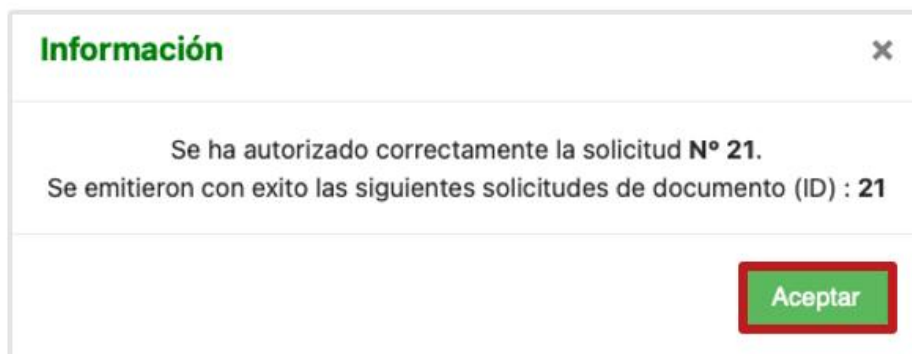 Información ×
Se ha autorizado correctamente la solicitud Nº 21.
Se emitieron con exito las siguientes solicitudes de documento (ID) : 21
Aceptar